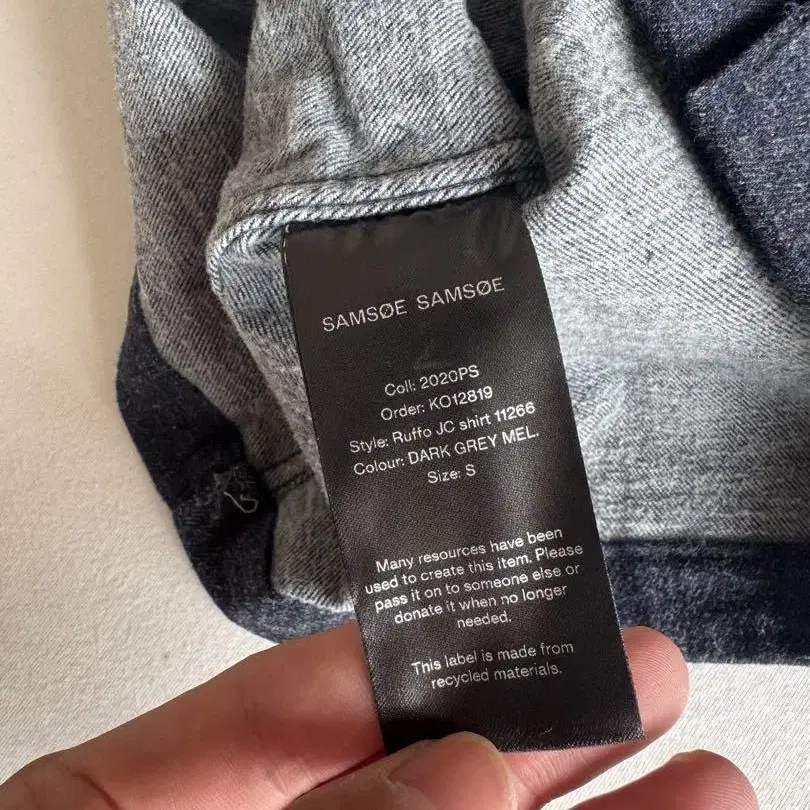 SAMSØE SAMSØE
Coll: 2020PS
Order: KO12819
Style: Ruffo JC shirt 11266
Colour: DARK GREY MEL.
Size: S
Many resources have been
used to create this item. Please
pass it on to someone else or
donate it when no longer
needed.
This label is made from
recycled materials.